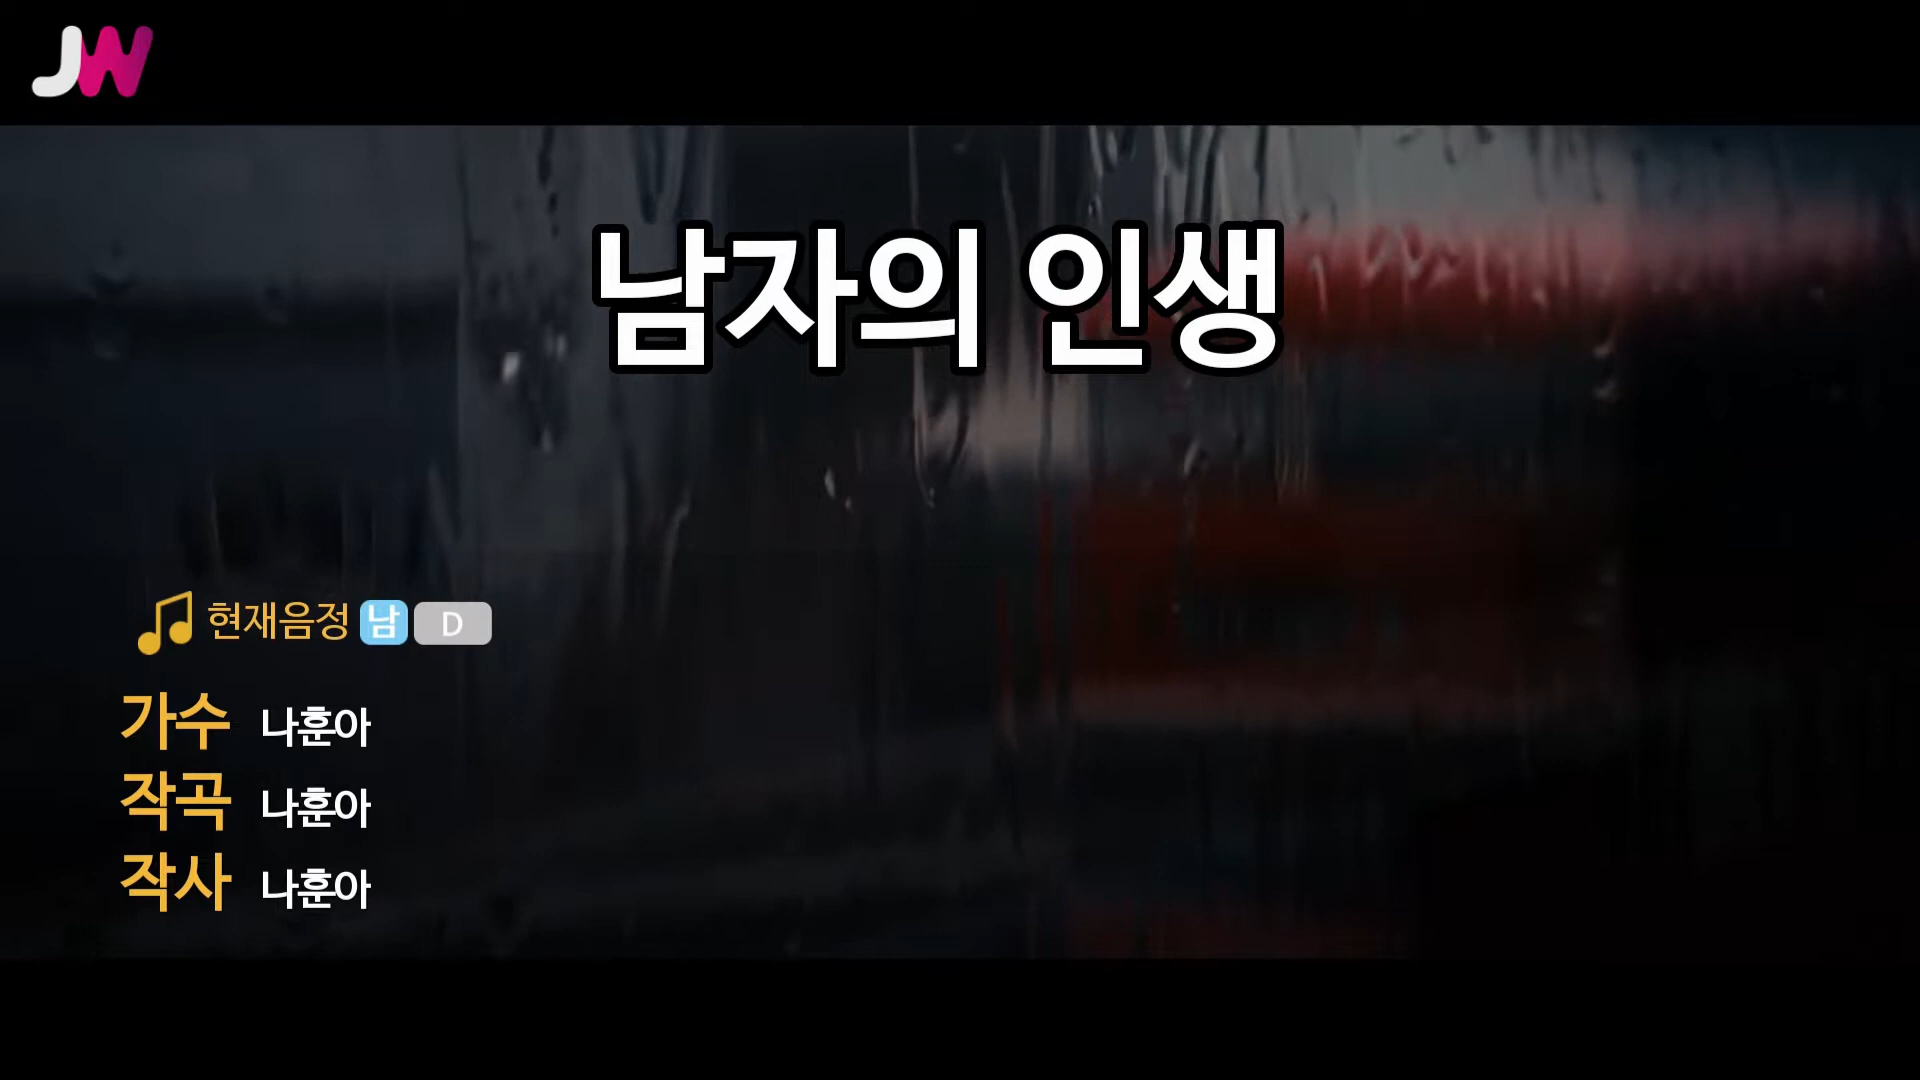 JW
남자의 인생
현재음정 남 D
가수 나훈아
작곡 나훈아
작사 나훈아